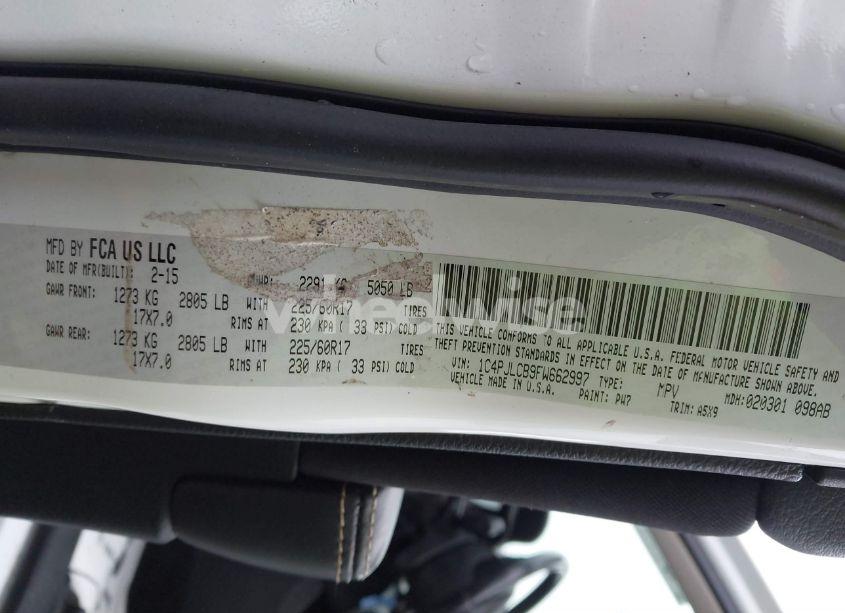 MFD BY FCA US LLC
DATE OF MFR(BUILT): 2-15
GVWR: 2291 KG 5050 LB
GAWR FRONT: 1273 KG 2805 LB WITH 225/60R17 TIRES
17X7.0 RIMS AT 230 KPA ( 33 PSI) COLD
GAWR REAR: 1273 KG 2805 LB WITH 225/60R17 TIRES
17X7.0 RIMS AT 230 KPA ( 33 PSI) COLD
THIS VEHICLE CONFORMS TO ALL APPLICABLE U.S.A. FEDERAL MOTOR VEHICLE SAFETY AND
THEFT PREVENTION STANDARDS IN EFFECT ON THE DATE OF MANUFACTURE SHOWN ABOVE.
VIN: 1C4PJLCB9FW662997 TYPE: MPV MDH:020301 098AB
VEHICLE MADE IN U.S.A. PAINT: PW7 TRIM: A5X9
wheelwise